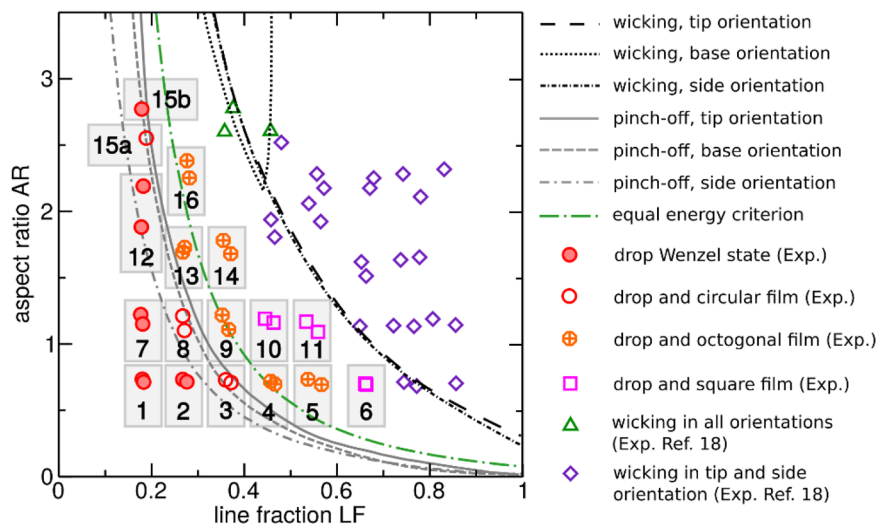 wicking, tip orientation
wicking, base orientation
wicking, side orientation
pinch-off, tip orientation
pinch-off, base orientation
pinch-off, side orientation
equal energy criterion
drop Wenzel state (Exp.)
drop and circular film (Exp.)
drop and octogonal film (Exp.)
drop and square film (Exp.)
wicking in all orientations
(Exp. Ref. 18)
wicking in tip and side
orientation (Exp. Ref. 18)
aspect ratio AR
3
2
1
0
15b
15a
16
12
13 14
7 8 9 10 11
1 2 3 4 5 6
0 0.2 0.4 0.6 0.8 1
line fraction LF